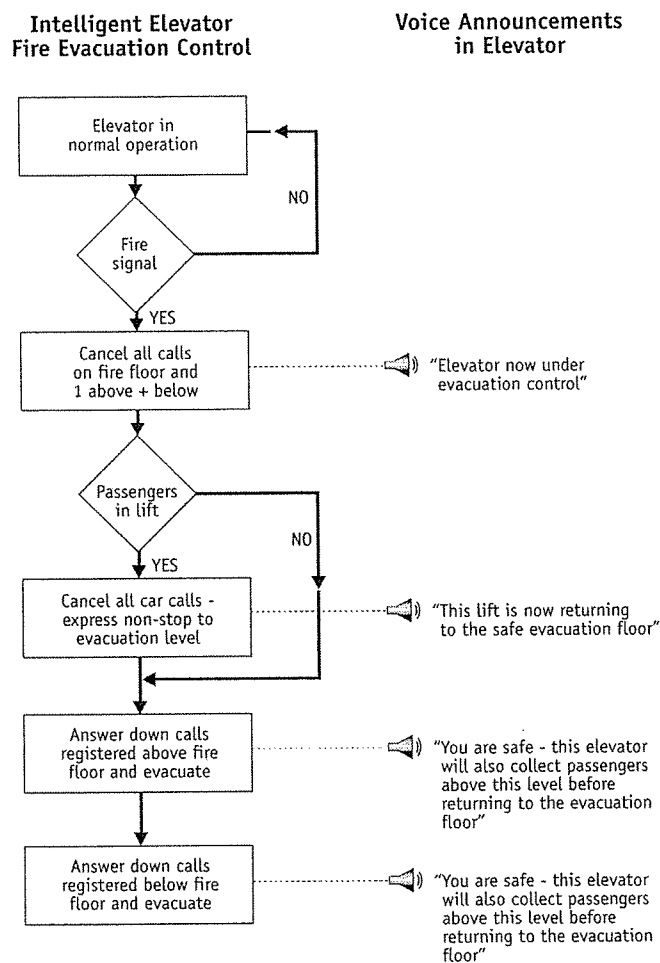 Intelligent Elevator
Fire Evacuation Control
Voice Announcements
in Elevator
Elevator in
normal operation
NO
Fire
signal
YES
Cancel all calls
on fire floor and
1 above + below
"Elevator now under
evacuation control"
Passengers
in lift
NO
YES
Cancel all car calls -
express non-stop to
evacuation level
"This lift is now returning
to the safe evacuation floor"
Answer down calls
registered above fire
floor and evacuate
"You are safe - this elevator
will also collect passengers
above this level before
returning to the evacuation
floor"
Answer down calls
registered below fire
floor and evacuate
"You are safe - this elevator
will also collect passengers
above this level before
returning to the evacuation
floor"